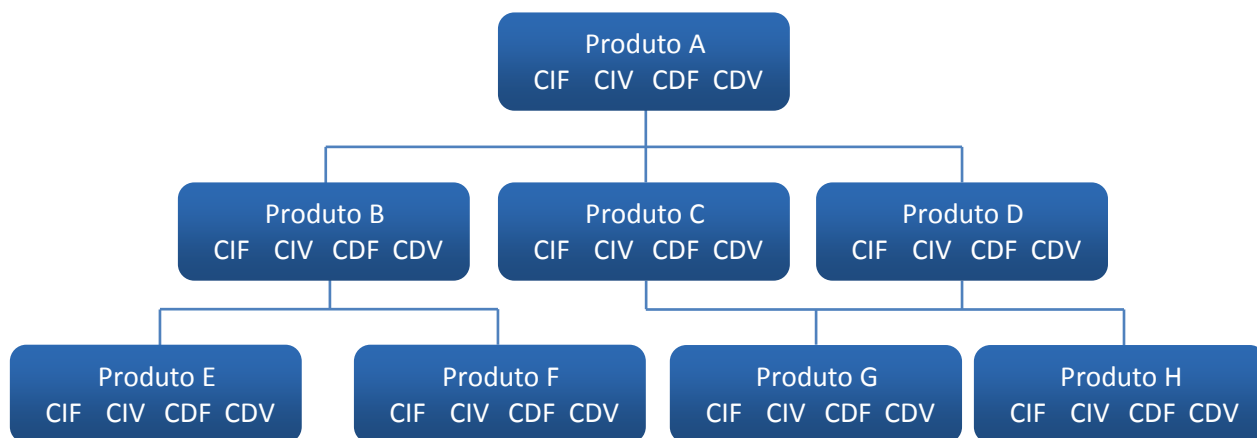 Produto A
CIF CIV CDF CDV
Produto B
CIF CIV CDF CDV
Produto C
CIF CIV CDF CDV
Produto D
CIF CIV CDF CDV
Produto E
CIF CIV CDF CDV
Produto F
CIF CIV CDF CDV
Produto G
CIF CIV CDF CDV
Produto H
CIF CIV CDF CDV